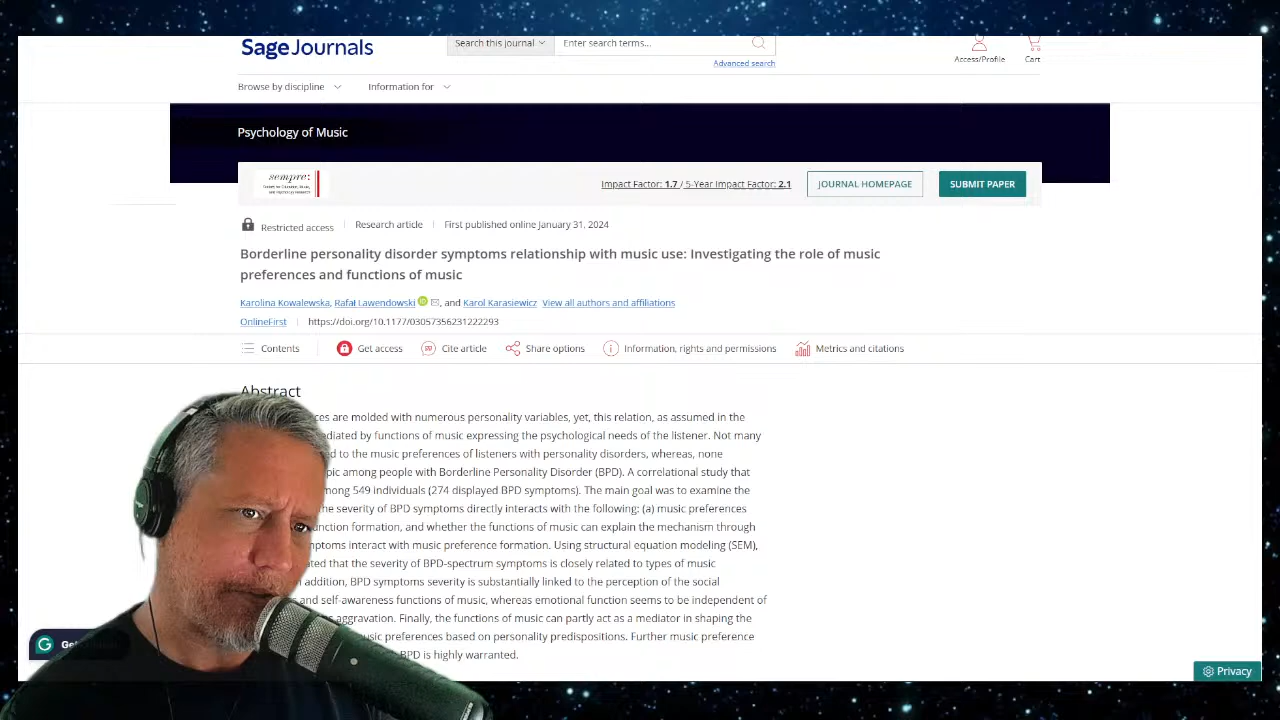 Sage Journals
Search this journal
Enter search terms...
Advanced search
Access/Profile
Cart
Browse by discipline
Information for
Psychology of Music
sempre:
Impact Factor: 1.7 / 5-Year Impact Factor: 2.1
JOURNAL HOMEPAGE
SUBMIT PAPER
Restricted access
Research article
First published online January 31, 2024
Borderline personality disorder symptoms relationship with music use: Investigating the role of music
preferences and functions of music
Karolina Kowalewska, Rafał Lawendowski iD, and Karol Karasiewicz View all authors and affiliations
OnlineFirst
https://doi.org/10.1177/03057356231222293
Contents
Get access
Cite article
Share options
Information, rights and permissions
Metrics and citations
Abstract
are molded with numerous personality variables, yet, this relation, as assumed in the
by functions of music expressing the psychological needs of the listener. Not many
to the music preferences of listeners with personality disorders, whereas, none
among people with Borderline Personality Disorder (BPD). A correlational study that
549 individuals (274 displayed BPD symptoms). The main goal was to examine the
the severity of BPD symptoms directly interacts with the following: (a) music preferences
formation, and whether the functions of music can explain the mechanism through
interact with music preference formation. Using structural equation modeling (SEM),
that the severity of BPD-spectrum symptoms is closely related to types of music
addition, BPD symptoms severity is substantially linked to the perception of the social
and self-awareness functions of music, whereas emotional function seems to be independent of
aggravation. Finally, the functions of music can partly act as a mediator in shaping the
preferences based on personality predispositions. Further music preference
BPD is highly warranted.
G
Privacy